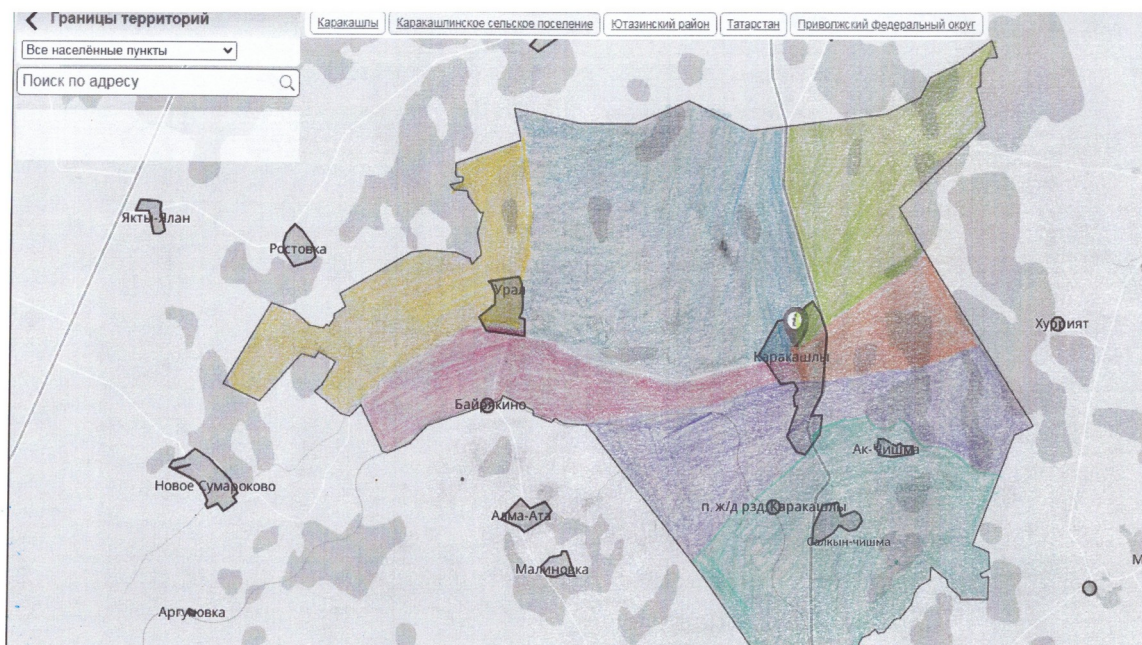 Границы территорий
Каракашлы
Каракашлинское сельское поселение
Ютазинский район
Татарстан
Приволжский федеральный округ
Все населённые пункты
Поиск по адресу
Якты-Ялан
Ростовка
Урал
Хуррият
Каракашлы
Байрякино
Ак-Чишма
Новое Сумароково
п. ж/д рзд. Каракашлы
Алма-Ата
Салкын-чишма
Малиновка
М
Аргуновка